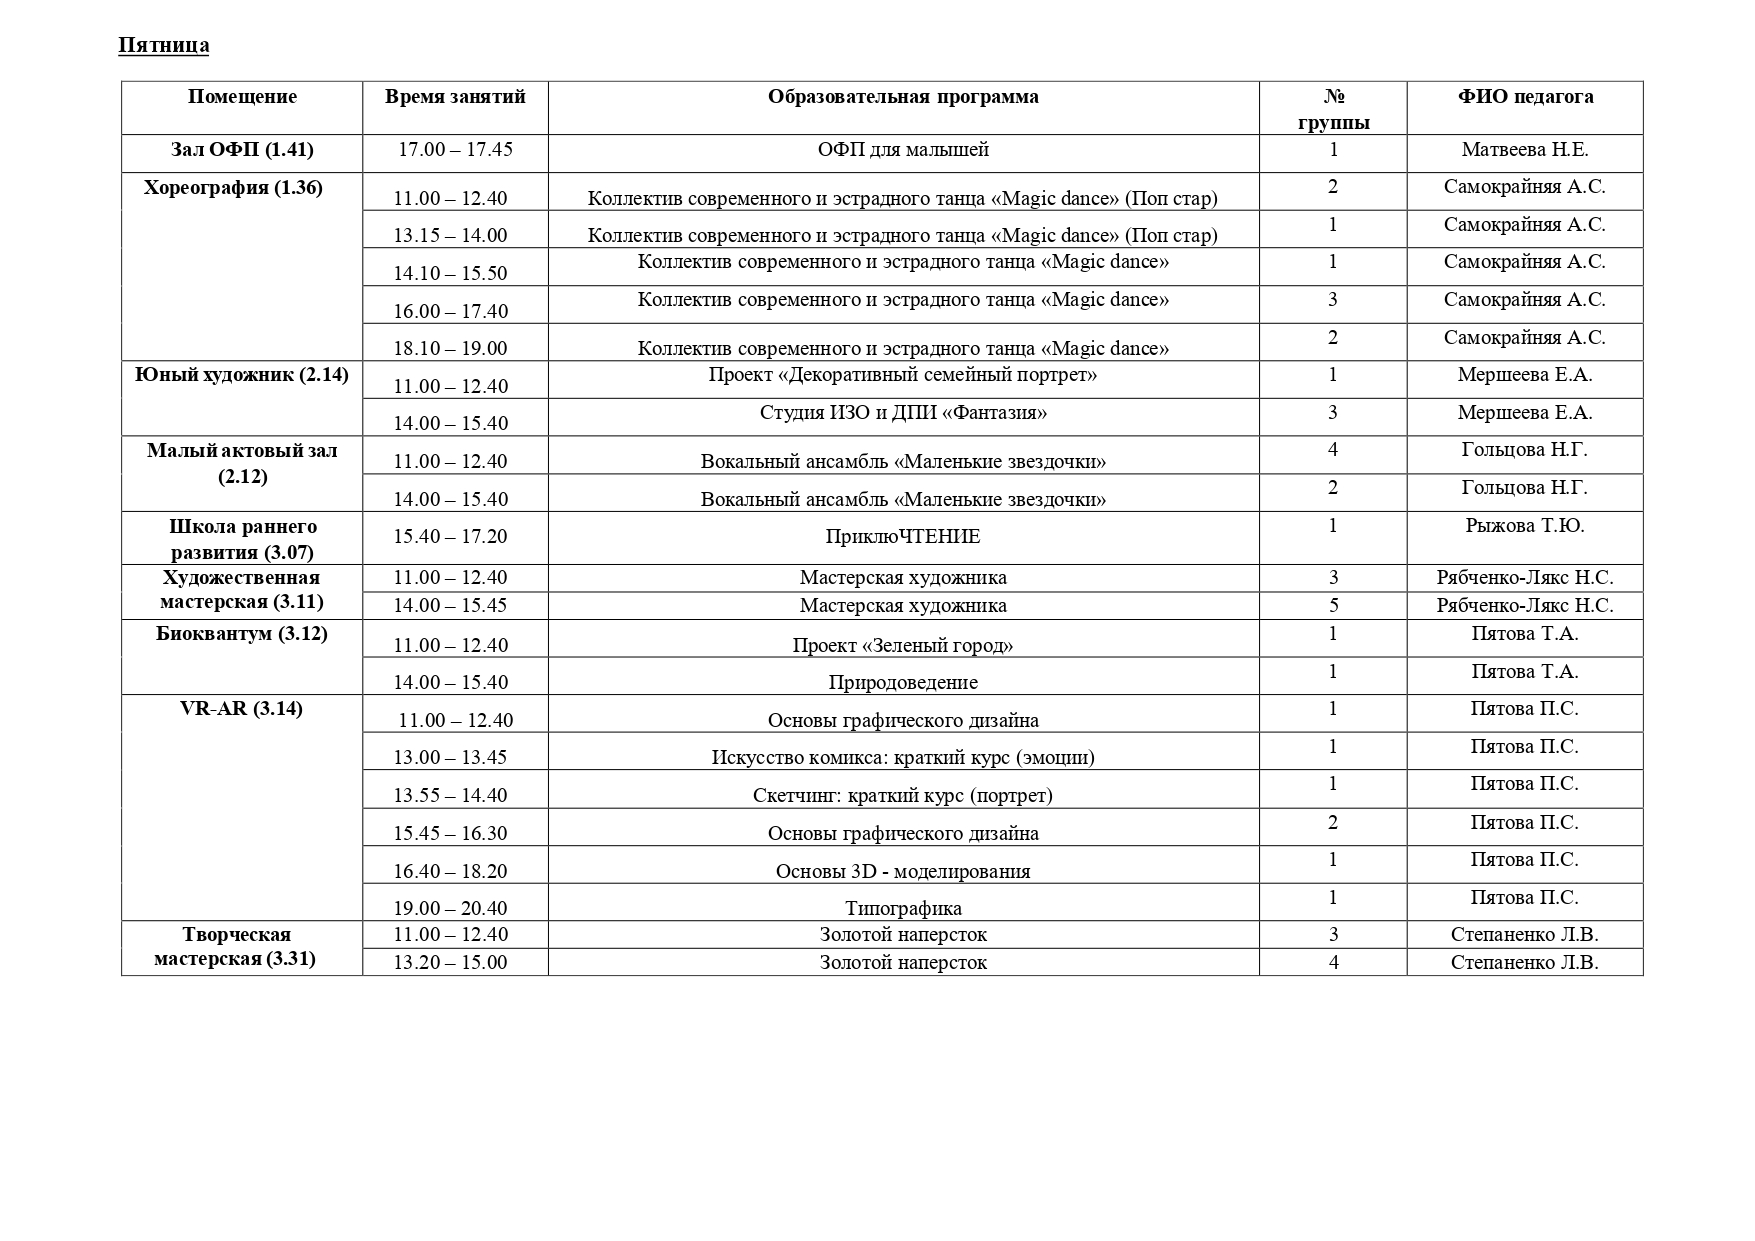 Пятница
Помещение Время занятий Образовательная программа № группы ФИО педагога
Зал ОФП (1.41) 17.00 – 17.45 ОФП для малышей 1 Матвеева Н.Е.
Хореография (1.36) 11.00 – 12.40 Коллектив современного и эстрадного танца «Magic dance» (Поп стар) 2 Самокрайняя А.С.
13.15 – 14.00 Коллектив современного и эстрадного танца «Magic dance» (Поп стар) 1 Самокрайняя А.С.
14.10 – 15.50 Коллектив современного и эстрадного танца «Magic dance» 1 Самокрайняя А.С.
16.00 – 17.40 Коллектив современного и эстрадного танца «Magic dance» 3 Самокрайняя А.С.
18.10 – 19.00 Коллектив современного и эстрадного танца «Magic dance» 2 Самокрайняя А.С.
Юный художник (2.14) 11.00 – 12.40 Проект «Декоративный семейный портрет» 1 Мершеева Е.А.
14.00 – 15.40 Студия ИЗО и ДПИ «Фантазия» 3 Мершеева Е.А.
Малый актовый зал (2.12) 11.00 – 12.40 Вокальный ансамбль «Маленькие звездочки» 4 Гольцова Н.Г.
14.00 – 15.40 Вокальный ансамбль «Маленькие звездочки» 2 Гольцова Н.Г.
Школа раннего развития (3.07) 15.40 – 17.20 ПриклюЧТЕНИЕ 1 Рыжова Т.Ю.
Художественная мастерская (3.11) 11.00 – 12.40 Мастерская художника 3 Рябченко-Лякс Н.С.
14.00 – 15.45 Мастерская художника 5 Рябченко-Лякс Н.С.
Биоквантум (3.12) 11.00 – 12.40 Проект «Зеленый город» 1 Пятова Т.А.
14.00 – 15.40 Природоведение 1 Пятова Т.А.
VR-AR (3.14) 11.00 – 12.40 Основы графического дизайна 1 Пятова П.С.
13.00 – 13.45 Искусство комикса: краткий курс (эмоции) 1 Пятова П.С.
13.55 – 14.40 Скетчинг: краткий курс (портрет) 1 Пятова П.С.
15.45 – 16.30 Основы графического дизайна 2 Пятова П.С.
16.40 – 18.20 Основы 3D - моделирования 1 Пятова П.С.
19.00 – 20.40 Типографика 1 Пятова П.С.
Творческая мастерская (3.31) 11.00 – 12.40 Золотой наперсток 3 Степаненко Л.В.
13.20 – 15.00 Золотой наперсток 4 Степаненко Л.В.